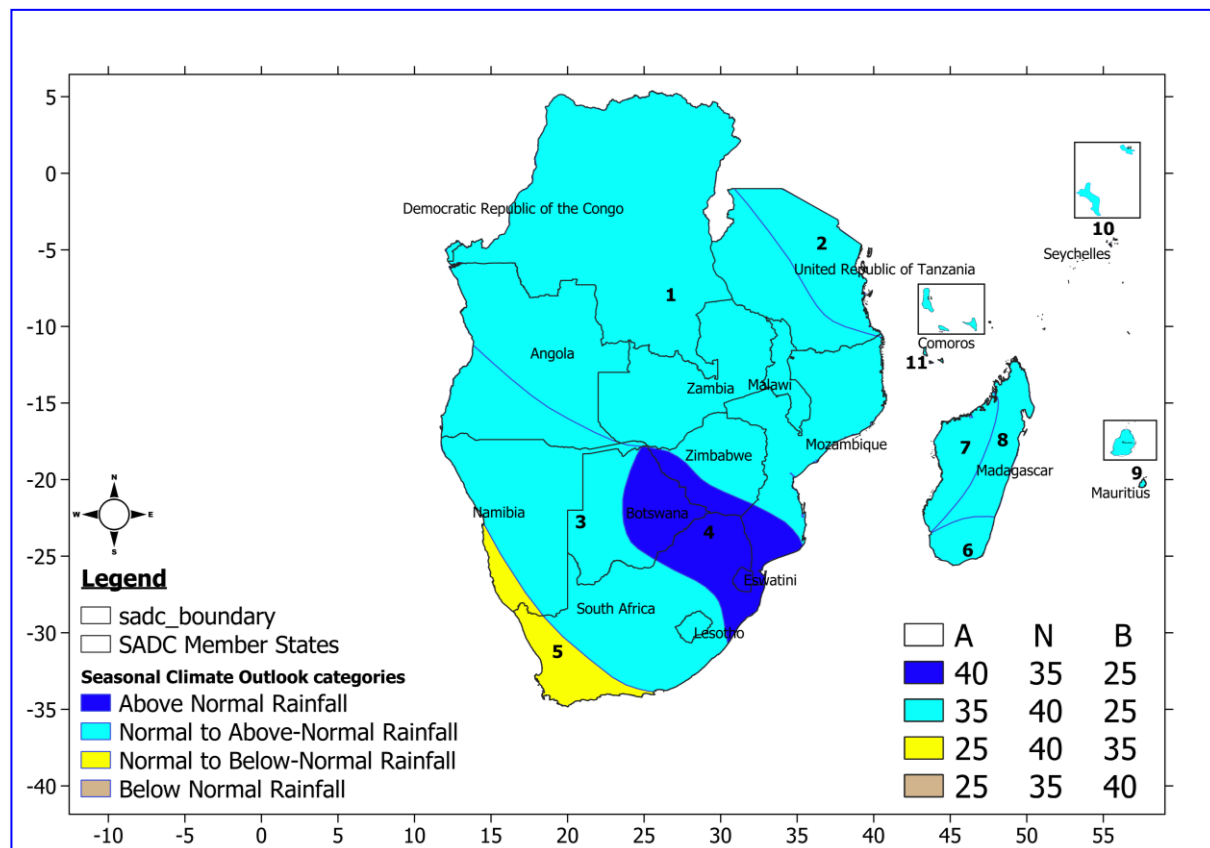 5
0
-5
-10
-15
-20
-25
-30
-35
-40
Democratic Republic of the Congo
2
10
Seychelles
United Republic of Tanzania
1
Comoros
11
Angola
Zambia
Malawi
Mozambique
7
8
Madagascar
9
Mauritius
Zimbabwe
N
W E
S
Namibia
3
Botswana
4
6
Eswatini
South Africa
Lesotho
5
Legend
sadc_boundary
SADC Member States
Seasonal Climate Outlook categories
Above Normal Rainfall
Normal to Above-Normal Rainfall
Normal to Below-Normal Rainfall
Below Normal Rainfall
A N B
40 35 25
35 40 25
25 40 35
25 35 40
-10 -5 0 5 10 15 20 25 30 35 40 45 50 55